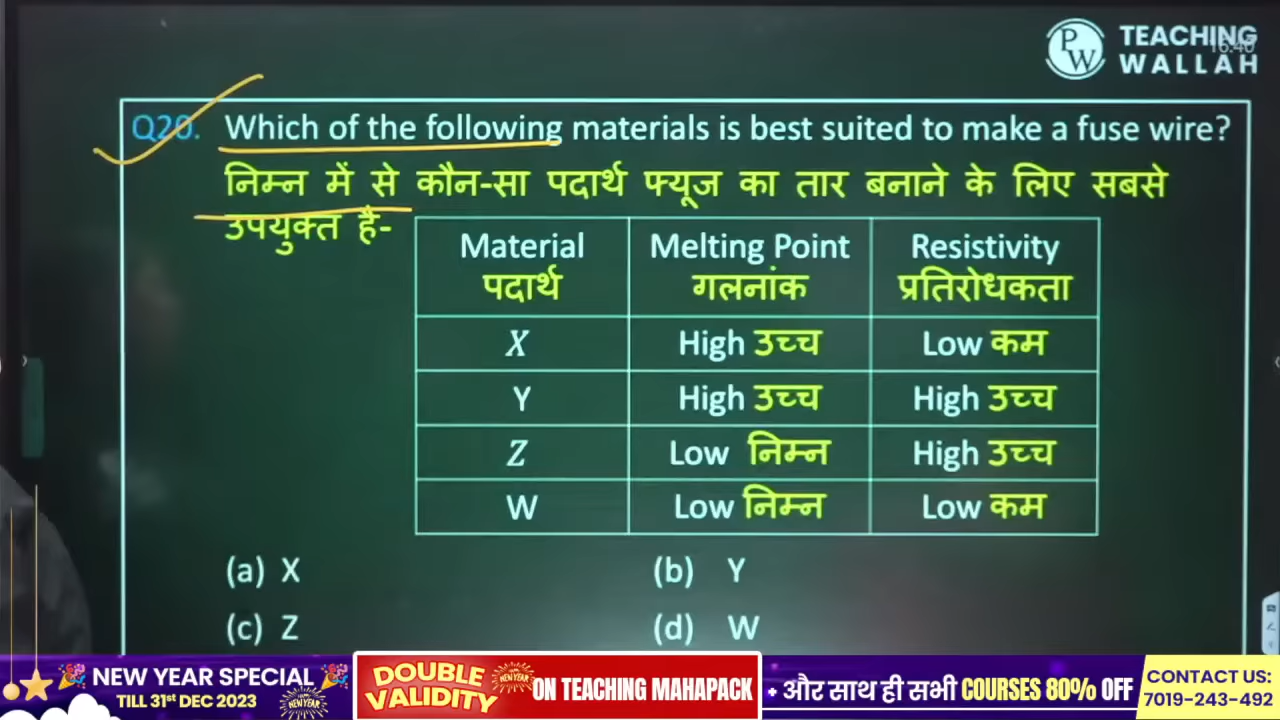 TEACHING
WALLAH
16:40
Q20. Which of the following materials is best suited to make a fuse wire?
निम्न में से कौन-सा पदार्थ फ्यूज का तार बनाने के लिए सबसे
उपयुक्त है-
Material Melting Point Resistivity
पदार्थ गलनांक प्रतिरोधकता
X High उच्च Low कम
Y High उच्च High उच्च
Z Low निम्न High उच्च
W Low निम्न Low कम
(a) X (b) Y
(c) Z (d) W
NEW YEAR SPECIAL
TILL 31st DEC 2023
DOUBLE
VALIDITY
ON TEACHING MAHAPACK
+ और साथ ही सभी COURSES 80% OFF
CONTACT US:
7019-243-492